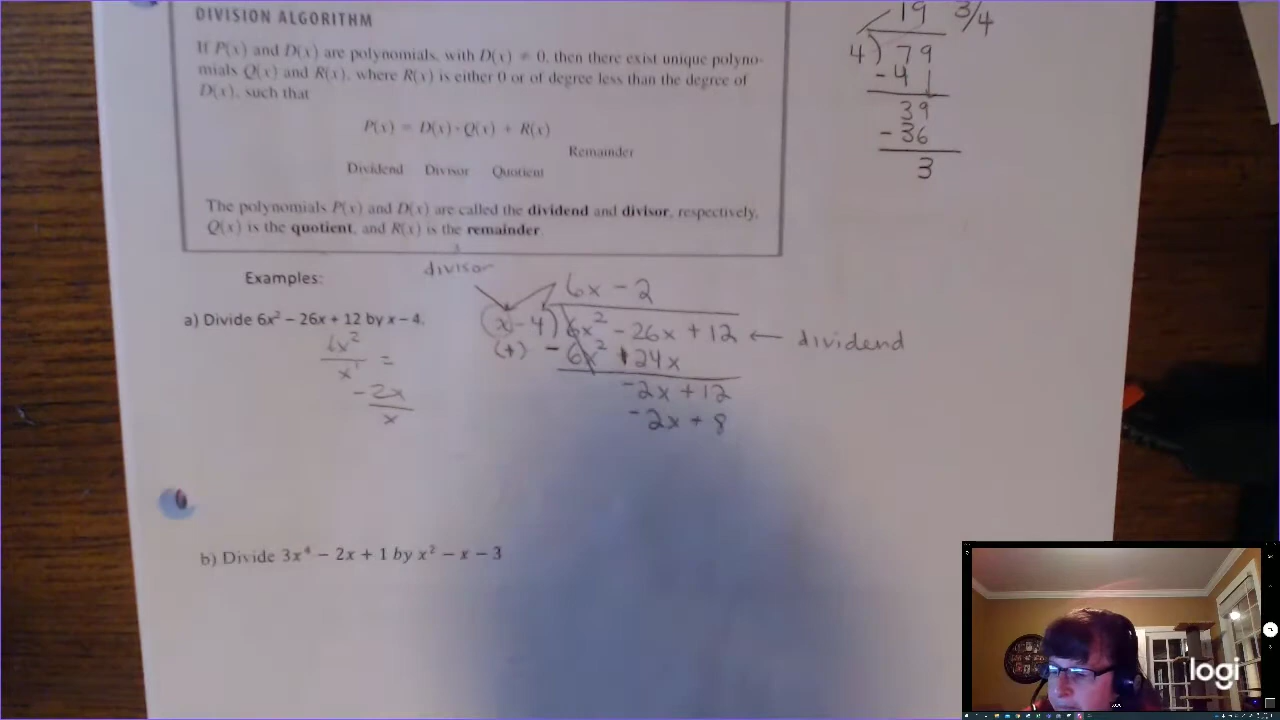 DIVISION ALGORITHM
If P(x) and D(x) are polynomials, with D(x) ≠ 0, then there exist unique polyno-
mials Q(x) and R(x), where R(x) is either 0 or of degree less than the degree of
D(x), such that
P(x) = D(x) · Q(x) + R(x)
Remainder
Dividend Divisor Quotient
The polynomials P(x) and D(x) are called the dividend and divisor, respectively,
Q(x) is the quotient, and R(x) is the remainder.
19 3/4
4) 79
-4
39
-36
3
Examples:
divisor
a) Divide 6x² − 26x + 12 by x − 4.
6x - 2
x - 4) 6x² - 26x + 12 ← dividend
(+) - 6x² + 24x
-2x + 12
-2x + 8
6x²
x =
-2x
x
b) Divide 3x⁴ − 2x + 1 by x² − x − 3
logi